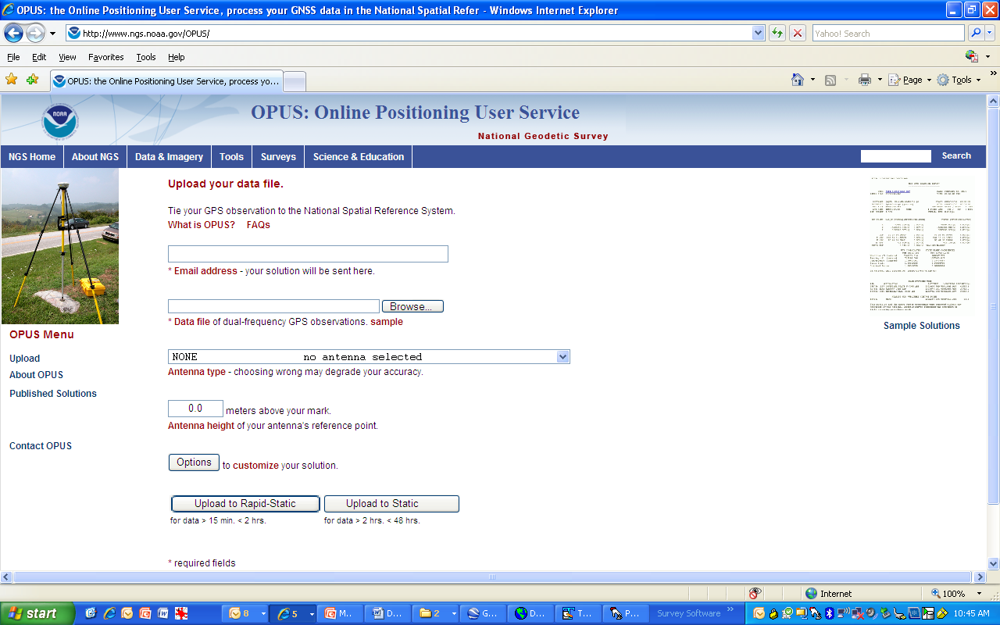 OPUS: the Online Positioning User Service, process your GNSS data in the National Spatial Refer - Windows Internet Explorer
http://www.ngs.noaa.gov/OPUS/
Yahoo! Search
File Edit View Favorites Tools Help
OPUS: the Online Positioning User Service, process yo...
Page Tools
NOAA
OPUS: Online Positioning User Service
National Geodetic Survey
NGS Home About NGS Data & Imagery Tools Surveys Science & Education Search
Upload your data file.
Tie your GPS observation to the National Spatial Reference System.
What is OPUS? FAQs
* Email address - your solution will be sent here.
Browse...
* Data file of dual-frequency GPS observations. sample
Sample Solutions
OPUS Menu
Upload
About OPUS
Published Solutions
Contact OPUS
NONE no antenna selected
Antenna type - choosing wrong may degrade your accuracy.
0.0 meters above your mark.
Antenna height of your antenna's reference point.
Options to customize your solution.
Upload to Rapid-Static Upload to Static
for data > 15 min. < 2 hrs. for data > 2 hrs. < 48 hrs.
* required fields
Internet 100%
start 8 5 M... D... 2 G... D... T... P... Survey Software 10:45 AM